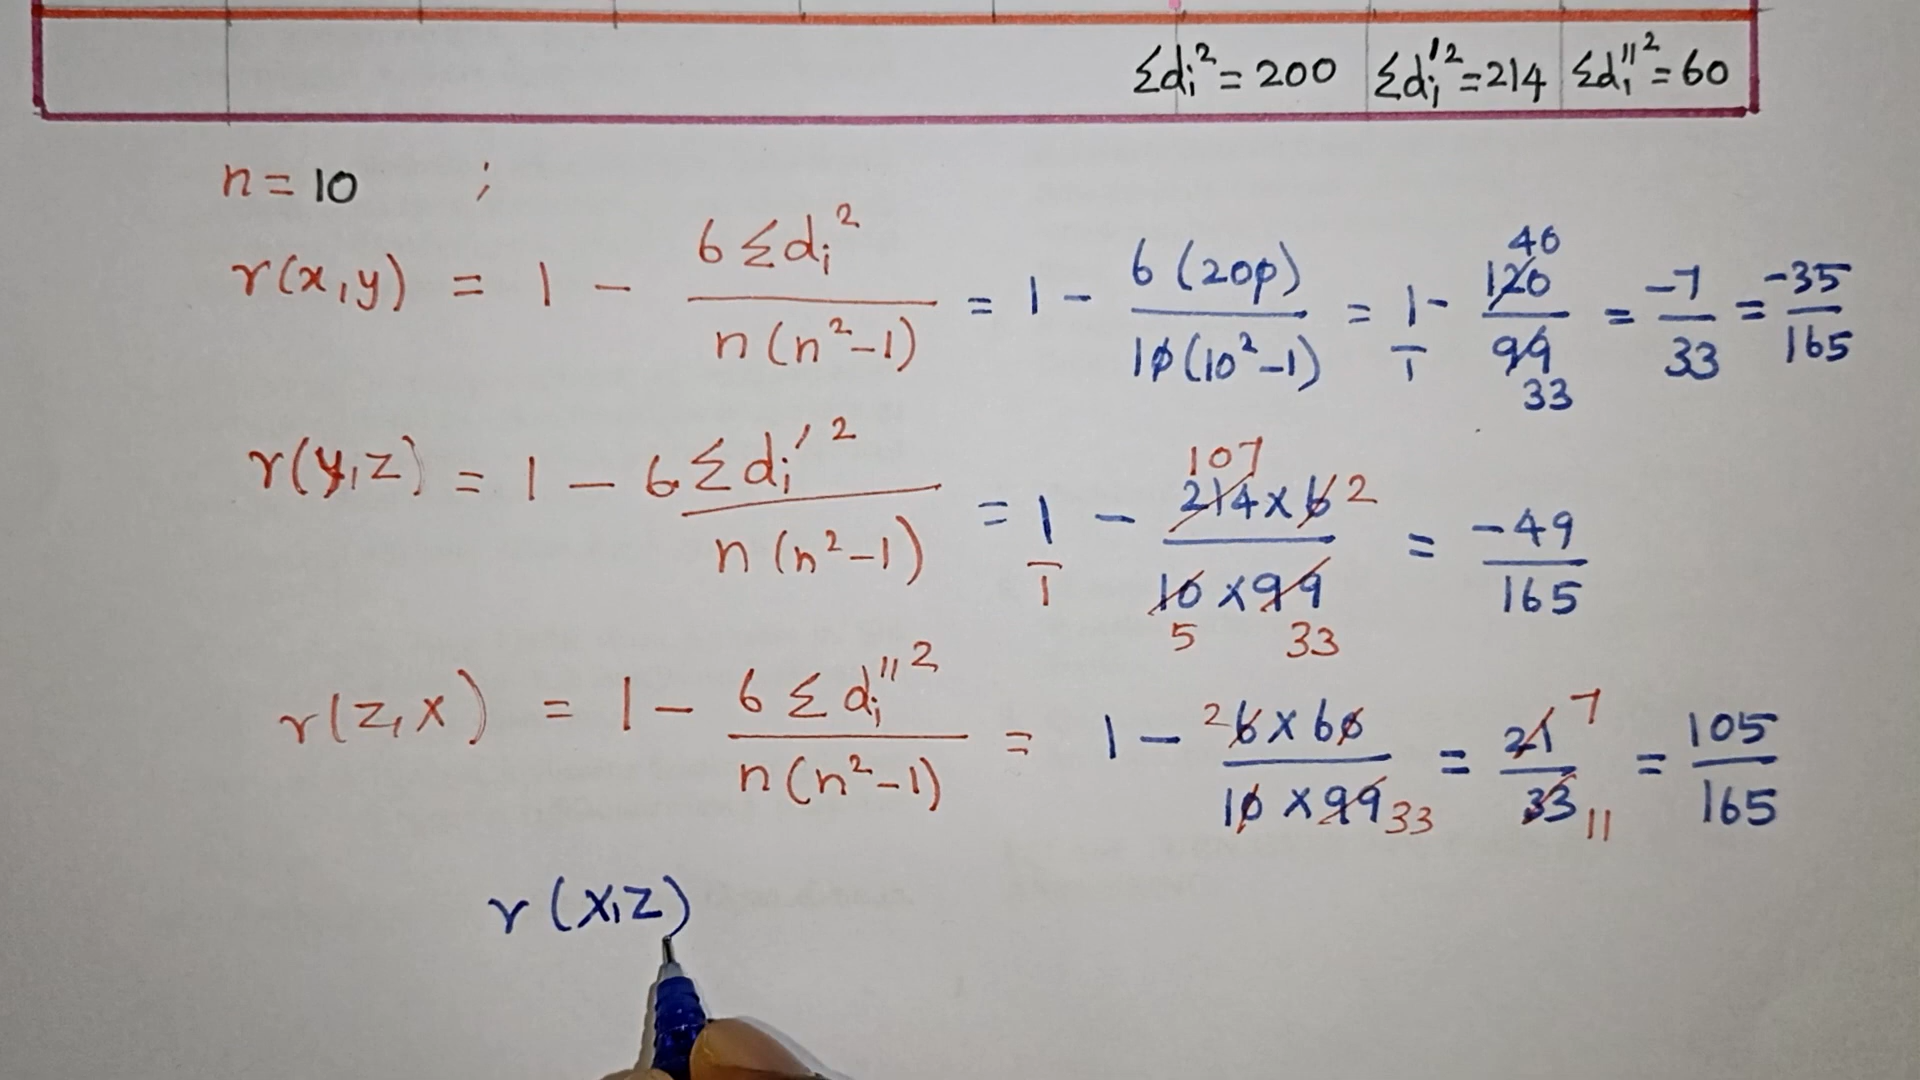 Σdᵢ² = 200 Σdᵢ'² = 214 Σdᵢ''² = 60
n = 10 ;
r(x,y) = 1 - 6Σdᵢ² / n(n²-1) = 1 - 6(200) / 10(10²-1) = 1/1 - 120 40 / 99 33 = -7/33 = -35/165
r(y,z) = 1 - 6Σdᵢ'² / n(n²-1) = 1/1 - 107 214 × 6 2 / 10 5 × 99 33 = -49/165
r(z,x) = 1 - 6Σdᵢ''² / n(n²-1) = 1 - 2 6 × 60 / 10 × 99 33 = 21 7 / 33 11 = 105/165
r(x,z)